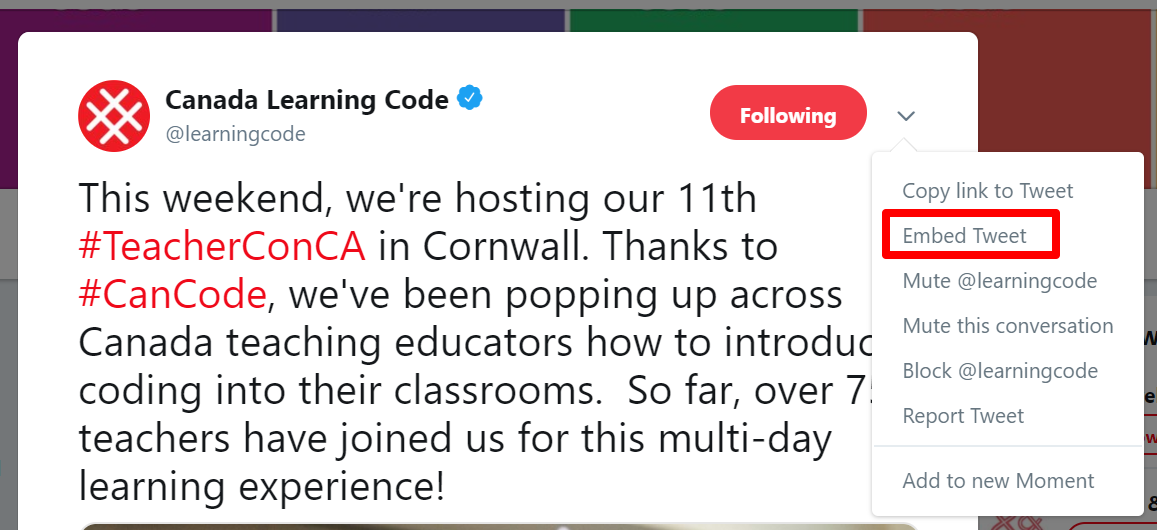 Canada Learning Code
@learningcode
Following
This weekend, we're hosting our 11th
#TeacherConCA in Cornwall. Thanks to
#CanCode, we've been popping up across
Canada teaching educators how to
coding into their classrooms.  So far, over
teachers have joined us for this multi-day
learning experience!
Copy link to Tweet
Embed Tweet
Mute @learningcode
Mute this conversation
Block @learningcode
Report Tweet
Add to new Moment